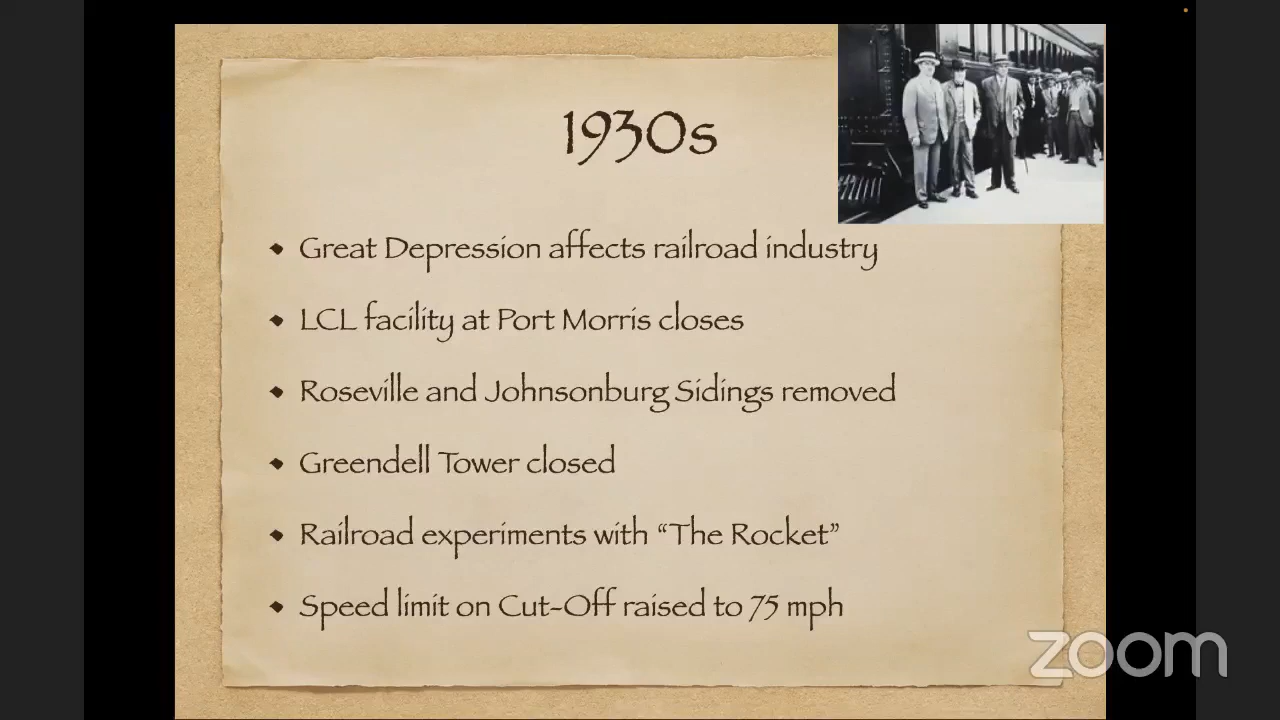 1930s
Great Depression affects railroad industry
LCL facility at Port Morris closes
Roseville and Johnsonburg Sidings removed
Greendell Tower closed
Railroad experiments with “The Rocket”
Speed limit on Cut-Off raised to 75 mph
zoom